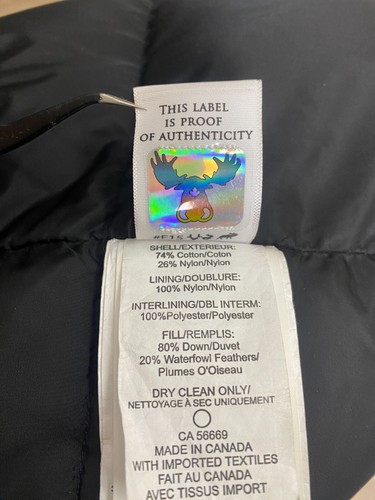 THIS LABEL
IS PROOF
OF AUTHENTICITY
SHELL/EXTERIEUR:
74% Cotton/Coton
26% Nylon/Nylon
LINING/DOUBLURE:
100% Nylon/Nylon
INTERLINING/DBL INTERM:
100%Polyester/Polyester
FILL/REMPLIS:
80% Down/Duvet
20% Waterfowl Feathers/
Plumes O'Oiseau
DRY CLEAN ONLY/
NETTOYAGE À SEC UNIQUEMENT
CA 56669
MADE IN CANADA
WITH IMPORTED TEXTILES
FAIT AU CANADA
AVEC TISSUS IMPORT